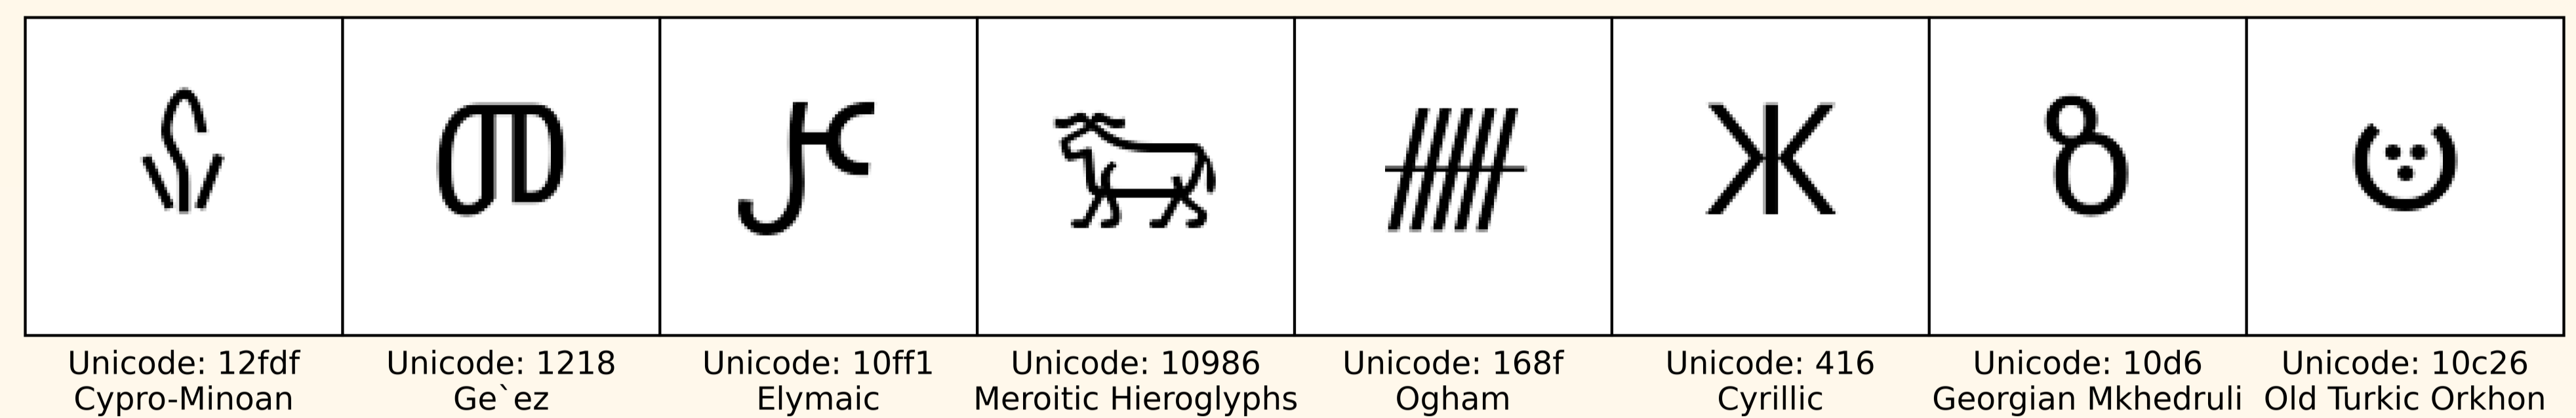 𒿟 መ 𐿱 𐦆 ᚏ Ж ზ 𐰦
Unicode: 12fdf Unicode: 1218 Unicode: 10ff1 Unicode: 10986 Unicode: 168f Unicode: 416 Unicode: 10d6 Unicode: 10c26
Cypro-Minoan Ge`ez Elymaic Meroitic Hieroglyphs Ogham Cyrillic Georgian Mkhedruli Old Turkic Orkhon